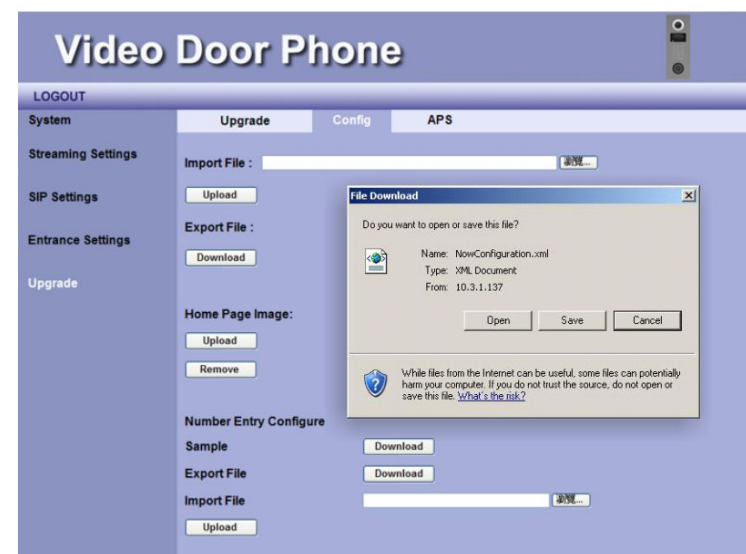 Video Door Phone
LOGOUT
System
Upgrade
Config
APS
Streaming Settings
Import File :
瀏覽...
SIP Settings
Upload
Export File :
Entrance Settings
Download
Upgrade
Home Page Image:
Upload
Remove
File Download
Do you want to open or save this file?
Name: NowConfiguration.xml
Type: XML Document
From: 10.3.1.137
Open
Save
Cancel
While files from the Internet can be useful, some files can potentially
harm your computer. If you do not trust the source, do not open or
save this file. What's the risk?
Number Entry Configure
Sample
Download
Export File
Download
Import File
瀏覽...
Upload